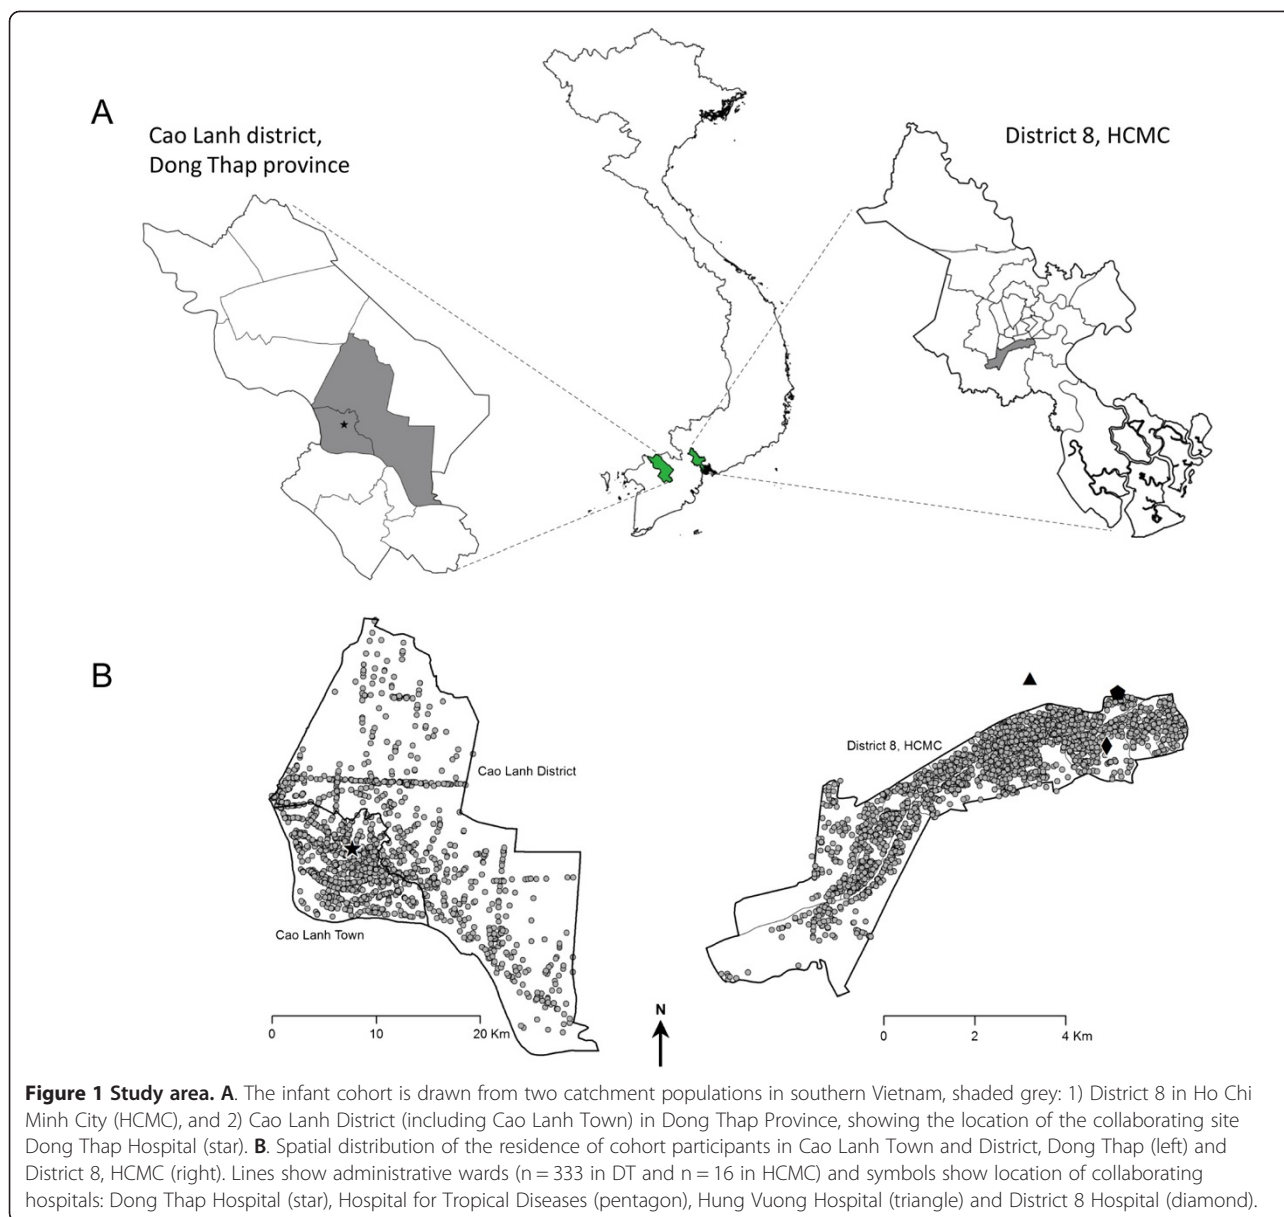 A
Cao Lanh district,
Dong Thap province
District 8, HCMC
B
Cao Lanh District
District 8, HCMC
Cao Lanh Town
N
0 10 20 Km
0 2 4 Km
Figure 1 Study area. A. The infant cohort is drawn from two catchment populations in southern Vietnam, shaded grey: 1) District 8 in Ho Chi
Minh City (HCMC), and 2) Cao Lanh District (including Cao Lanh Town) in Dong Thap Province, showing the location of the collaborating site
Dong Thap Hospital (star). B. Spatial distribution of the residence of cohort participants in Cao Lanh Town and District, Dong Thap (left) and
District 8, HCMC (right). Lines show administrative wards (n = 333 in DT and n = 16 in HCMC) and symbols show location of collaborating
hospitals: Dong Thap Hospital (star), Hospital for Tropical Diseases (pentagon), Hung Vuong Hospital (triangle) and District 8 Hospital (diamond).